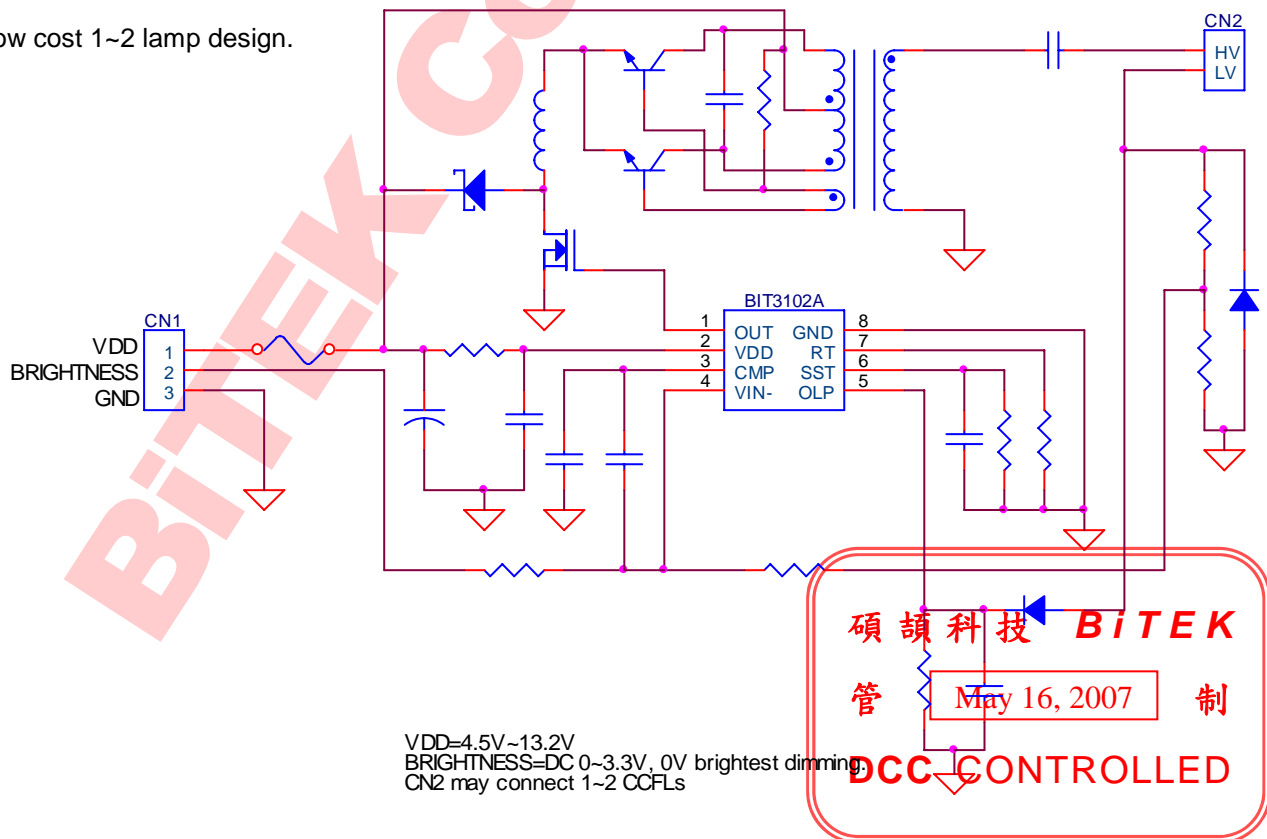 ow cost 1~2 lamp design.
CN2
HV
LV
BIT3102A
1 OUT GND 8
2 VDD RT 7
3 CMP SST 6
4 VIN- OLP 5
CN1
VDD 1
BRIGHTNESS 2
GND 3
BiTEK
碩頡科技 BiTEK
管 May 16, 2007 制
DCC CONTROLLED
VDD=4.5V~13.2V
BRIGHTNESS=DC 0~3.3V, 0V brightest dimming.
CN2 may connect 1~2 CCFLs